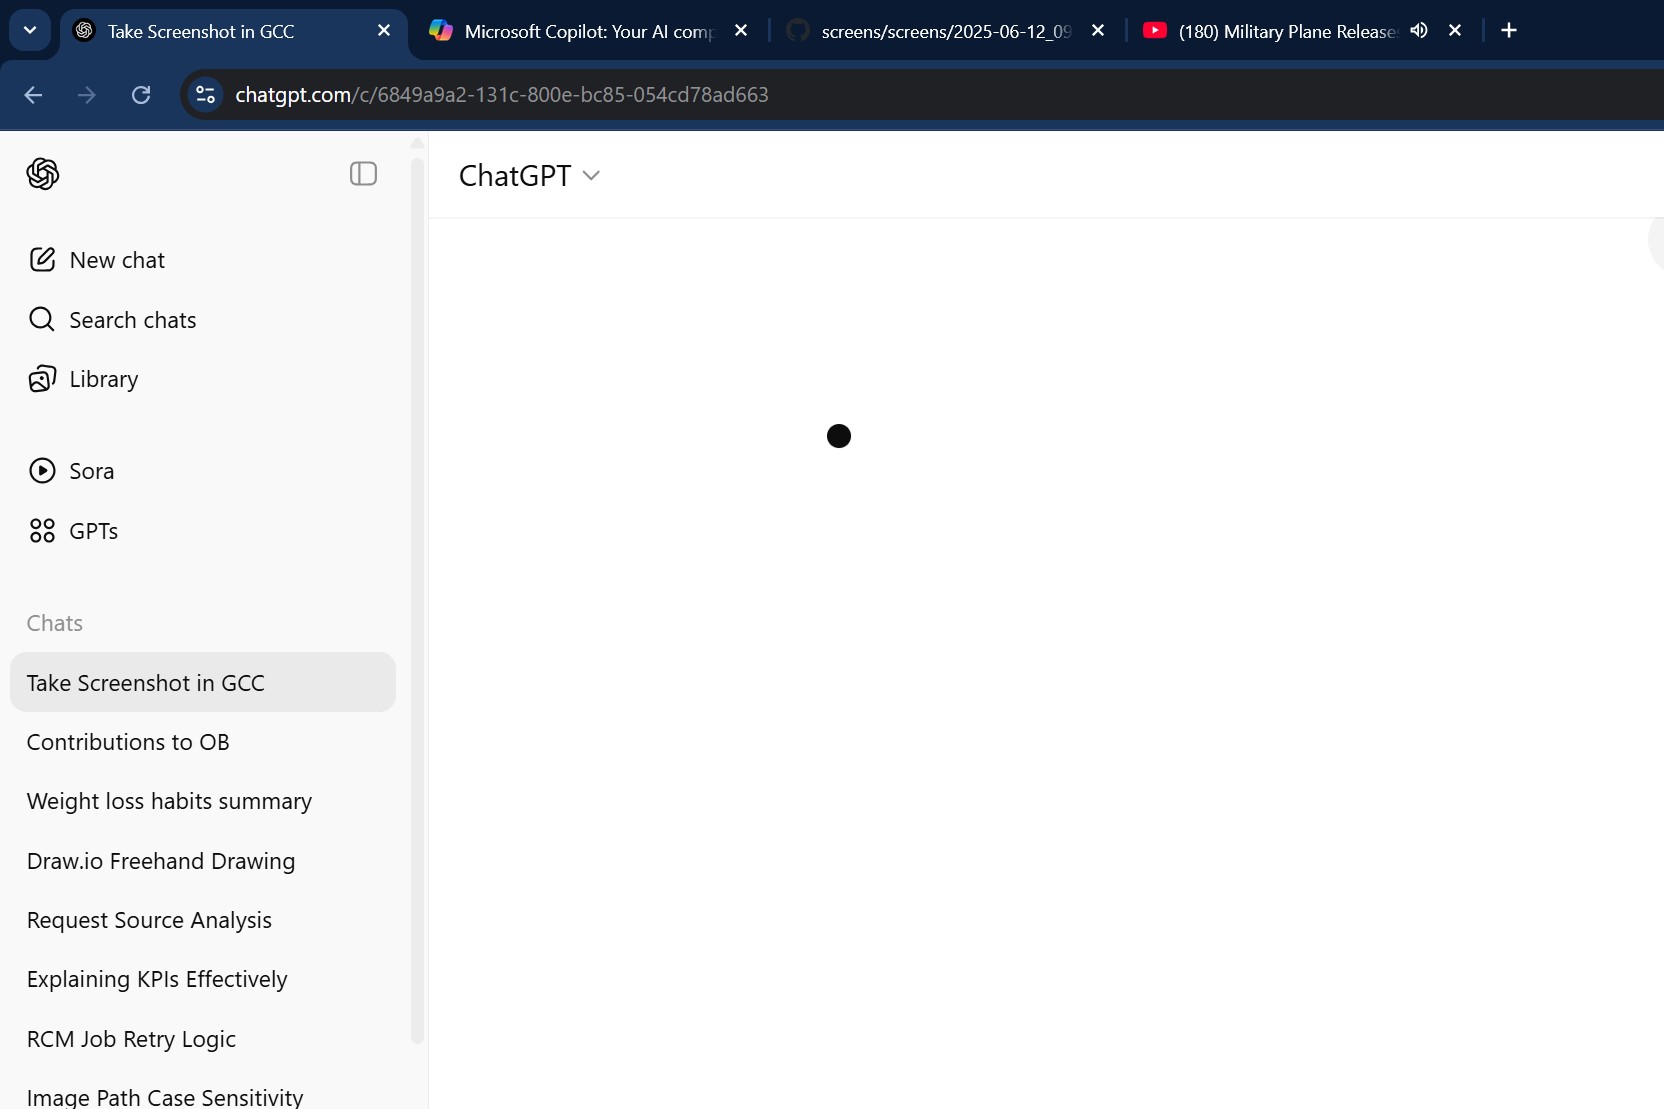 Take Screenshot in GCC
Microsoft Copilot: Your AI comp
screens/screens/2025-06-12_09
(180) Military Plane Release
chatgpt.com/c/6849a9a2-131c-800e-bc85-054cd78ad663
ChatGPT
New chat
Search chats
Library
Sora
GPTs
Chats
Take Screenshot in GCC
Contributions to OB
Weight loss habits summary
Draw.io Freehand Drawing
Request Source Analysis
Explaining KPIs Effectively
RCM Job Retry Logic
Image Path Case Sensitivity